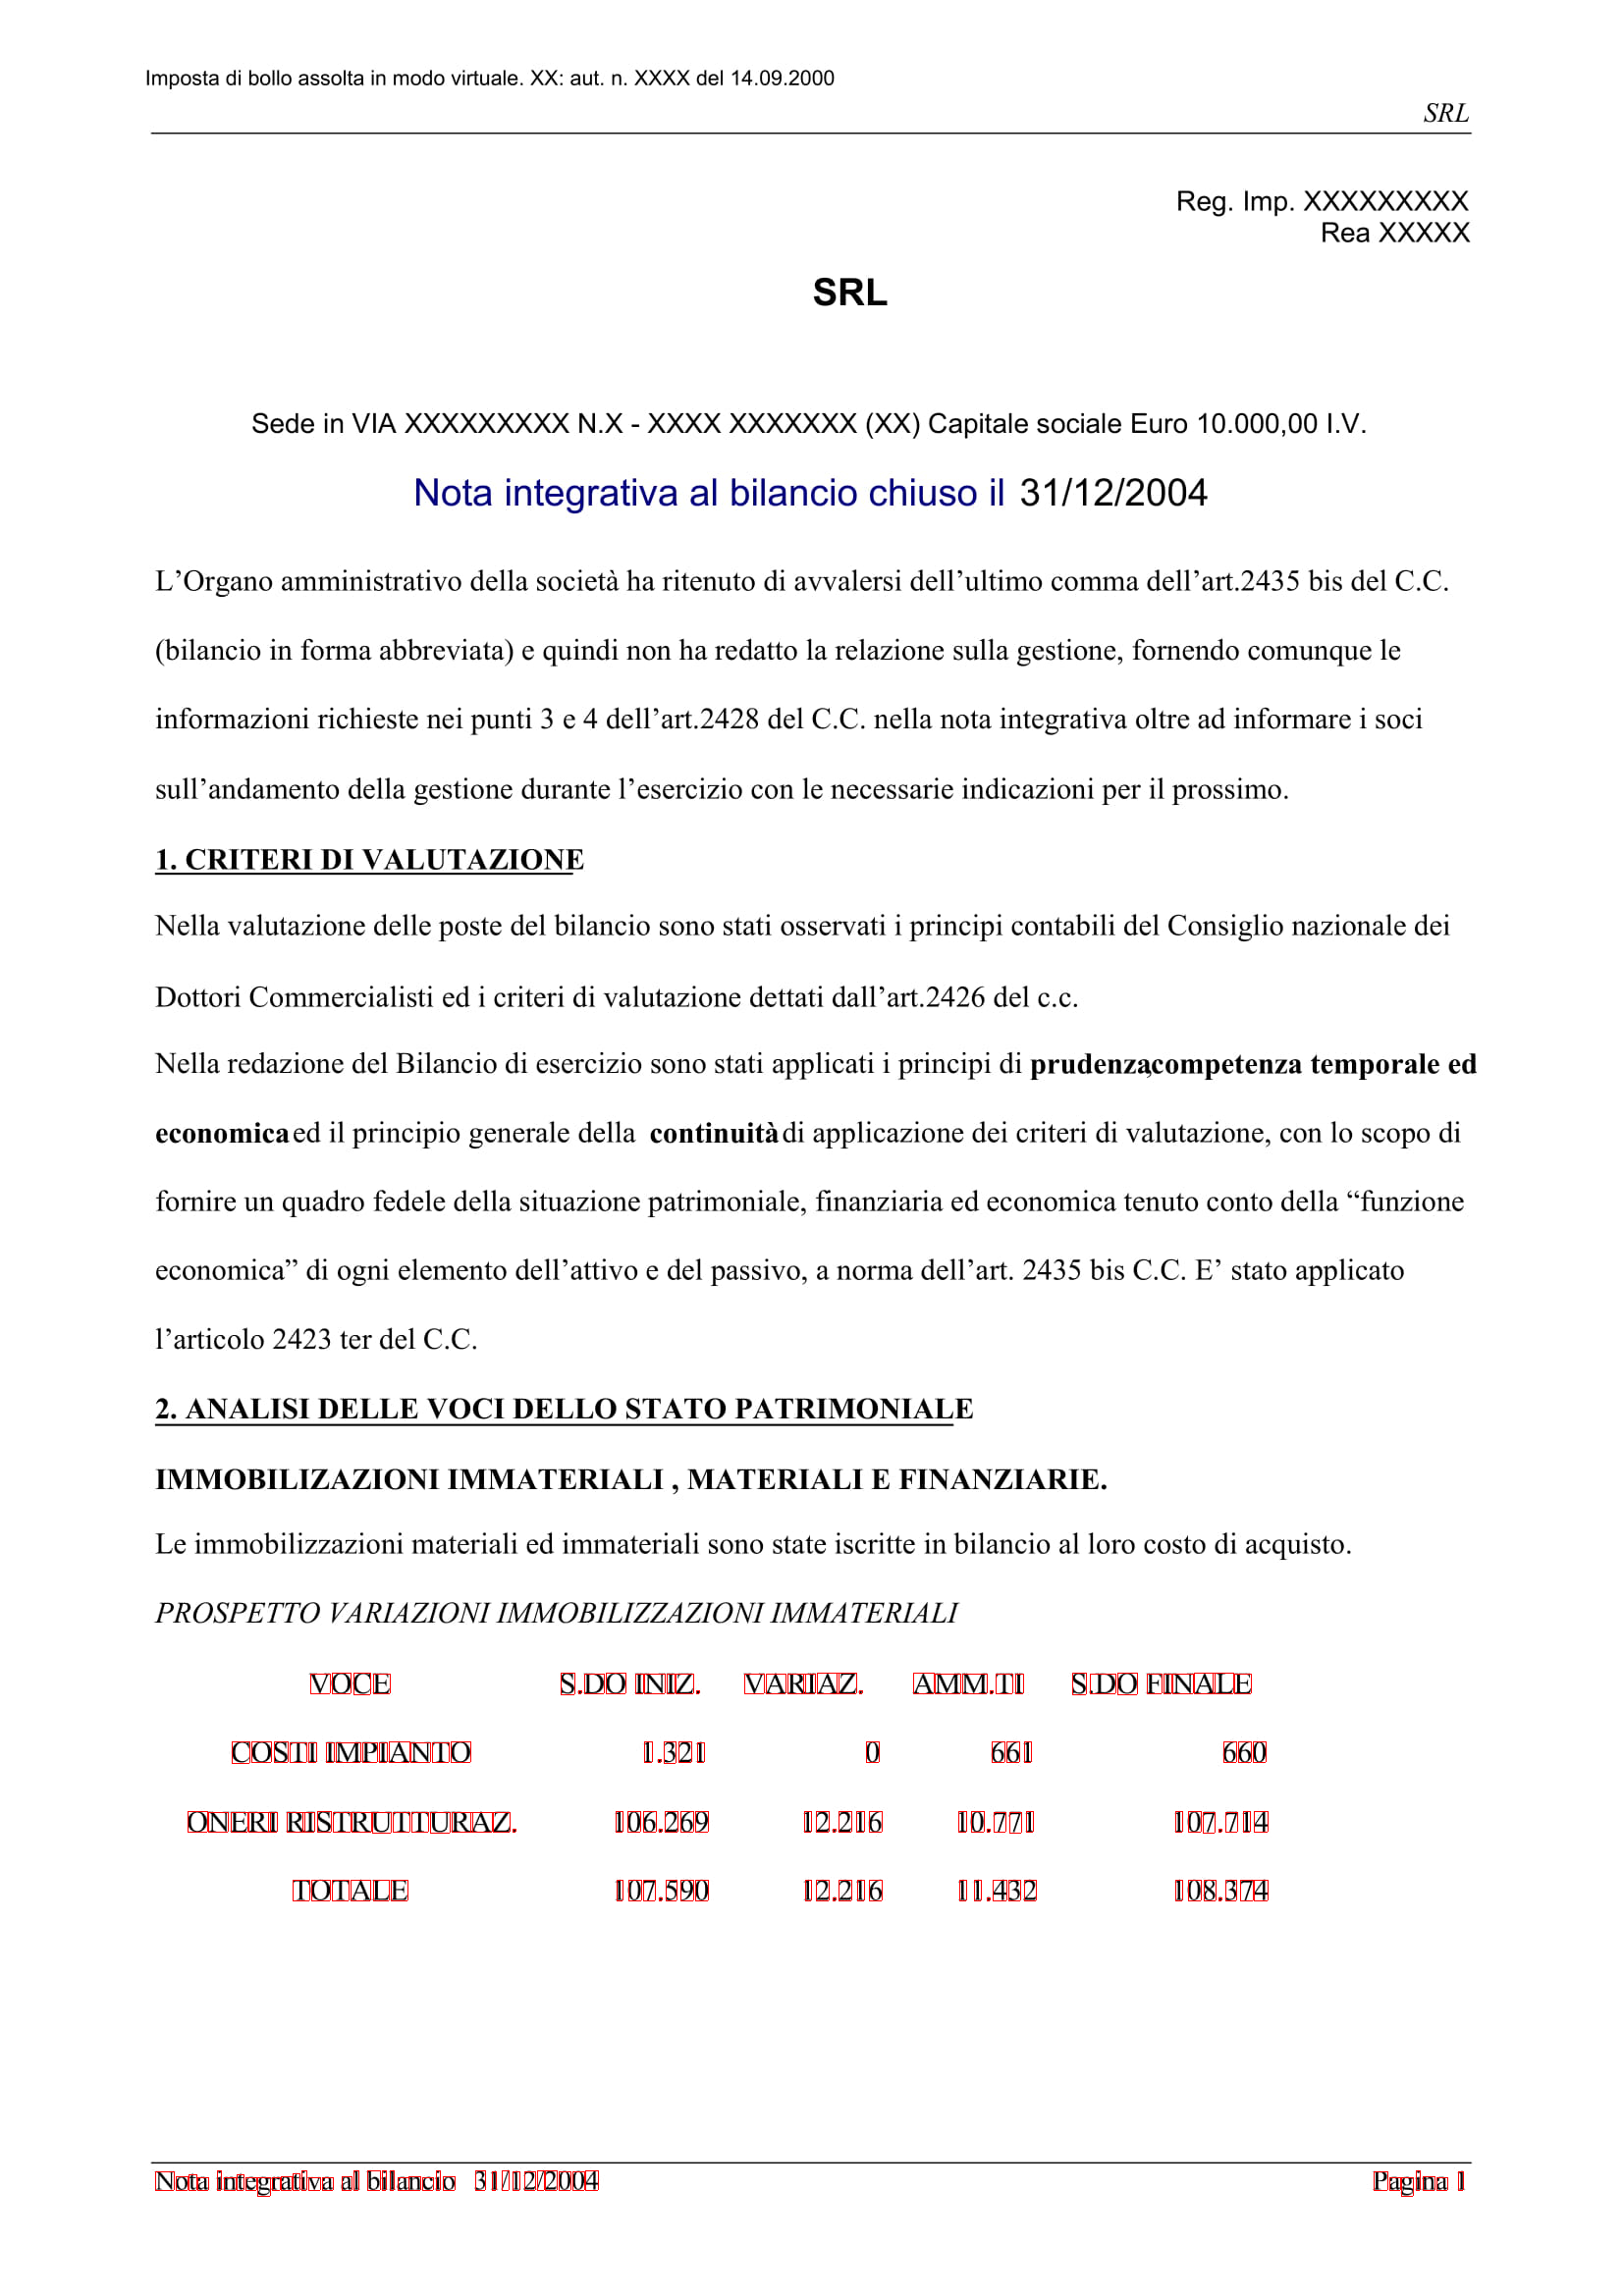 Imposta di bollo assolta in modo virtuale. XX: aut. n. XXXX del 14.09.2000
SRL
Reg. Imp. XXXXXXXXX
Rea XXXXX
SRL
Sede in VIA XXXXXXXXX N.X - XXXX XXXXXXX (XX) Capitale sociale Euro 10.000,00 I.V.
Nota integrativa al bilancio chiuso il 31/12/2004
L’Organo amministrativo della società ha ritenuto di avvalersi dell’ultimo comma dell’art.2435 bis del C.C.
(bilancio in forma abbreviata) e quindi non ha redatto la relazione sulla gestione, fornendo comunque le
informazioni richieste nei punti 3 e 4 dell’art.2428 del C.C. nella nota integrativa oltre ad informare i soci
sull’andamento della gestione durante l’esercizio con le necessarie indicazioni per il prossimo.
1. CRITERI DI VALUTAZIONE
Nella valutazione delle poste del bilancio sono stati osservati i principi contabili del Consiglio nazionale dei
Dottori Commercialisti ed i criteri di valutazione dettati dall’art.2426 del c.c.
Nella redazione del Bilancio di esercizio sono stati applicati i principi di prudenza,competenza temporale ed
economica ed il principio generale della continuità di applicazione dei criteri di valutazione, con lo scopo di
fornire un quadro fedele della situazione patrimoniale, finanziaria ed economica tenuto conto della “funzione
economica” di ogni elemento dell’attivo e del passivo, a norma dell’art. 2435 bis C.C. E’ stato applicato
l’articolo 2423 ter del C.C.
2. ANALISI DELLE VOCI DELLO STATO PATRIMONIALE
IMMOBILIZAZIONI IMMATERIALI , MATERIALI E FINANZIARIE.
Le immobilizzazioni materiali ed immateriali sono state iscritte in bilancio al loro costo di acquisto.
PROSPETTO VARIAZIONI IMMOBILIZZAZIONI IMMATERIALI
VOCE S.DO INIZ. VARIAZ. AMM.TI S.DO FINALE
COSTI IMPIANTO 1.321 0 661 660
ONERI RISTRUTTURAZ. 106.269 12.216 10.771 107.714
TOTALE 107.590 12.216 11.432 108.374
Nota integrativa al bilancio 31/12/2004 Pagina 1